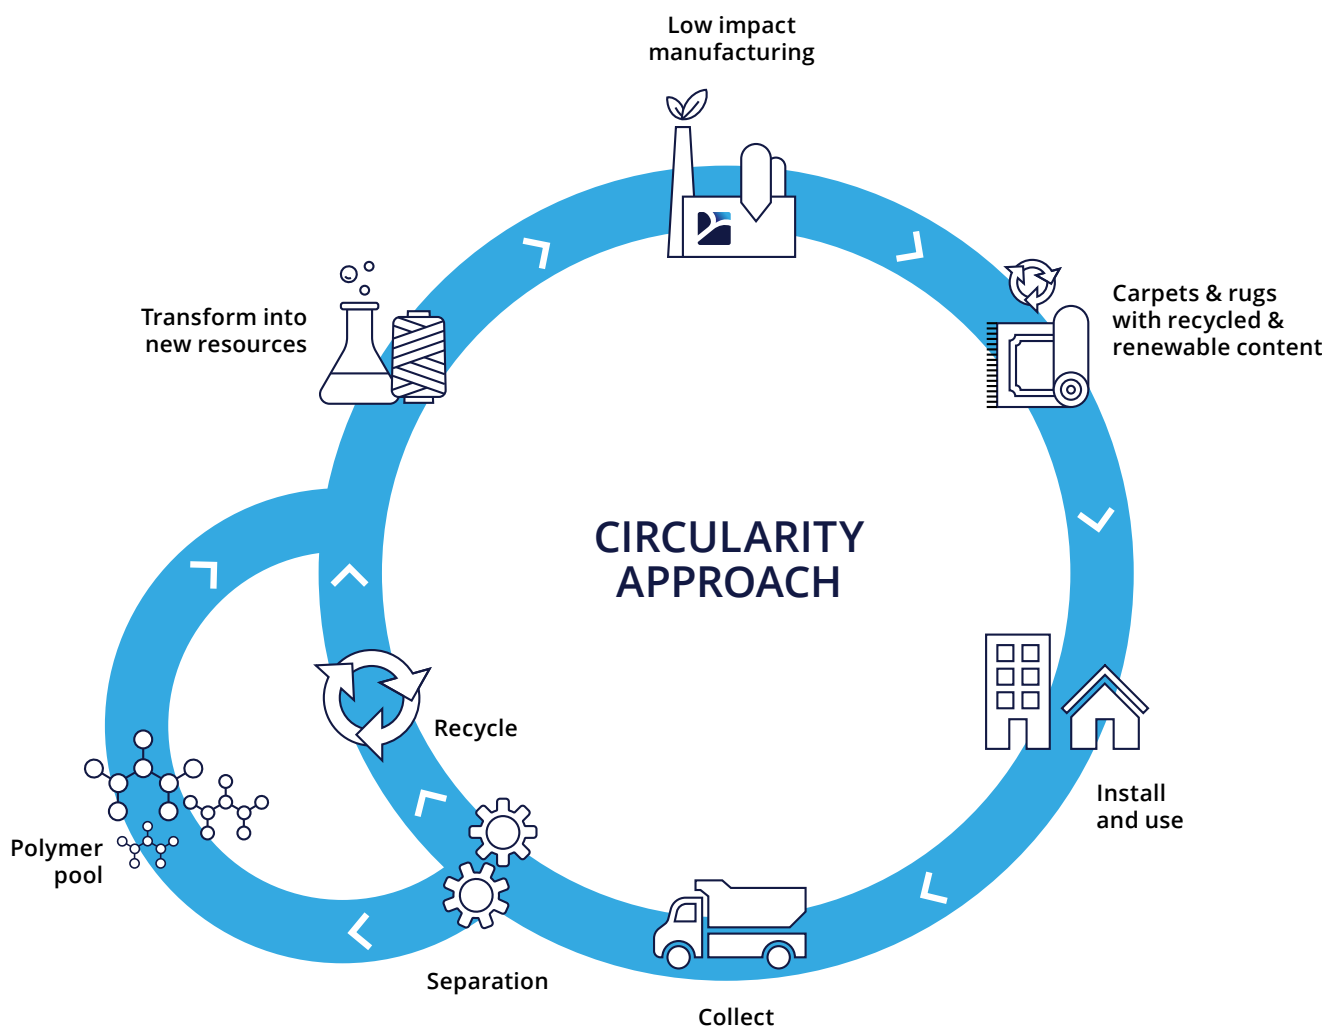 Low impact
manufacturing
Carpets & rugs
with recycled &
renewable content
Transform into
new resources
CIRCULARITY
APPROACH
Recycle
Install
and use
Polymer
pool
Separation
Collect